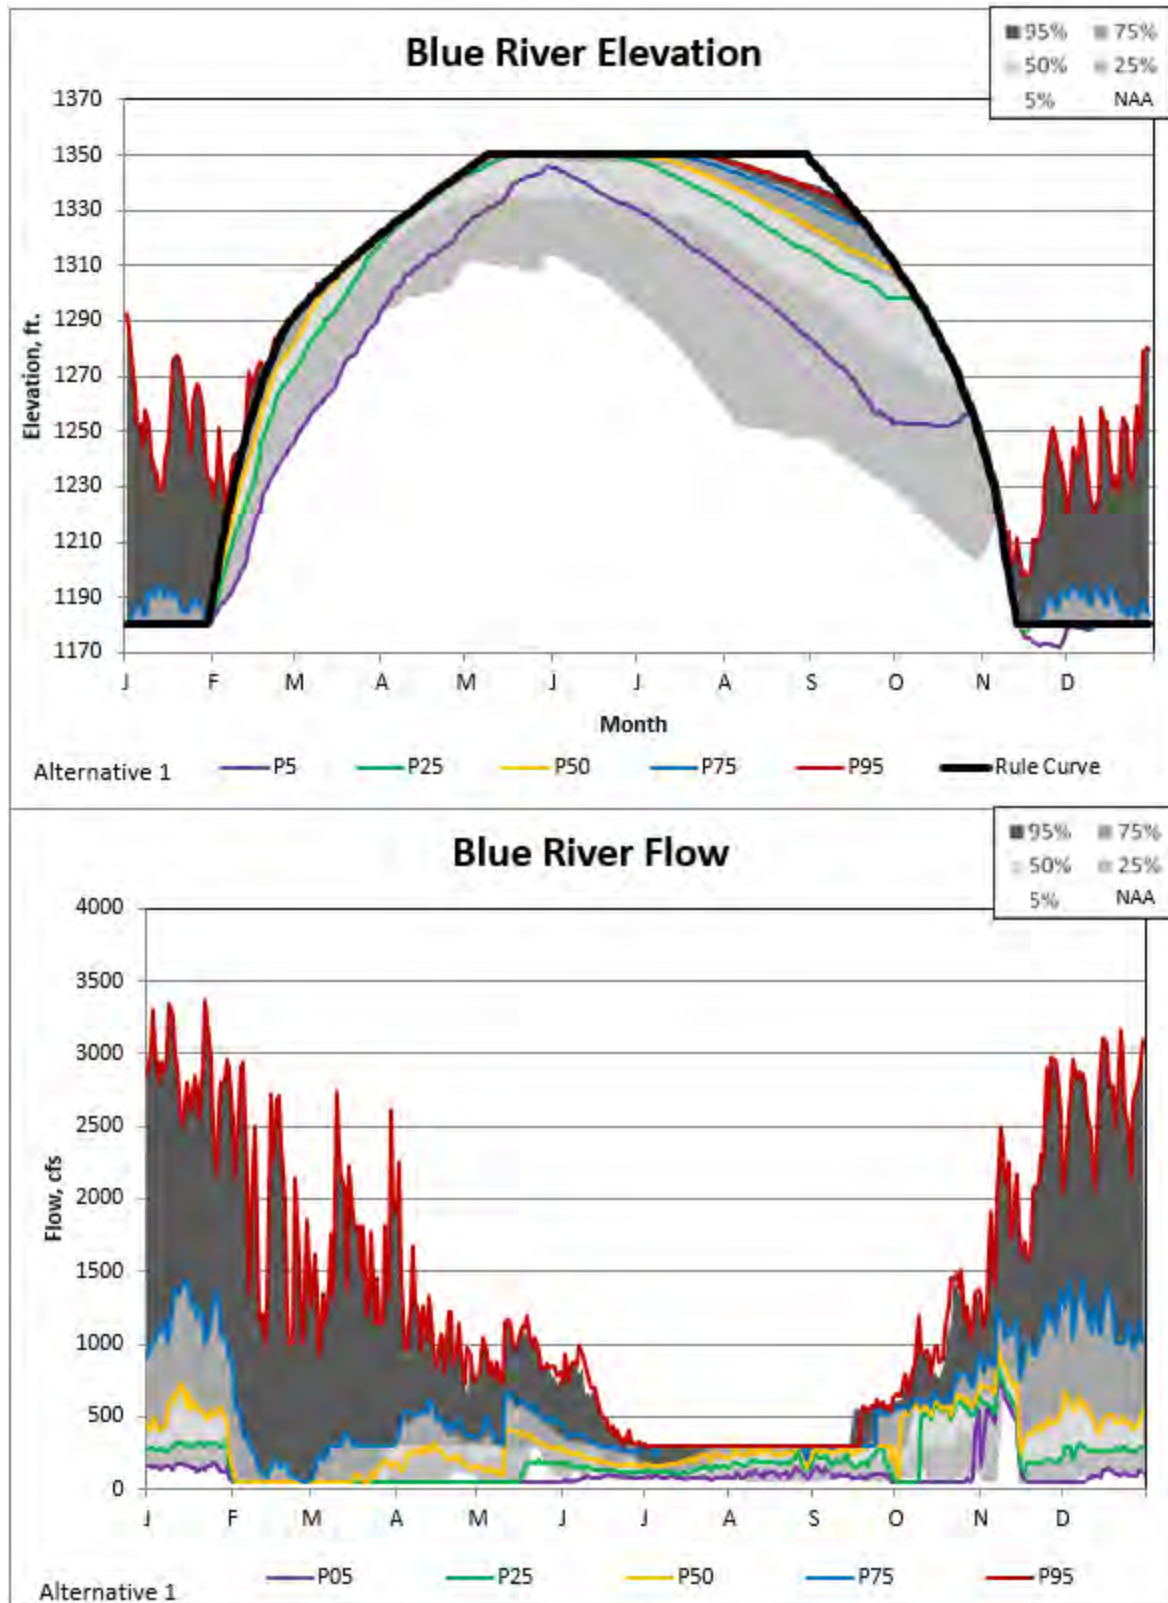 Blue River Elevation
95% 75%
50% 25%
5% NAA
1370
1350
1330
1310
1290
1270
1250
1230
1210
1190
1170
Elevation, ft.
J F M A M J J A S O N D
Month
Alternative 1 P5 P25 P50 P75 P95 Rule Curve
Blue River Flow
95% 75%
50% 25%
5% NAA
4000
3500
3000
2500
2000
1500
1000
500
0
Flow, cfs
J F M A M J J A S O N D
Alternative 1 P05 P25 P50 P75 P95